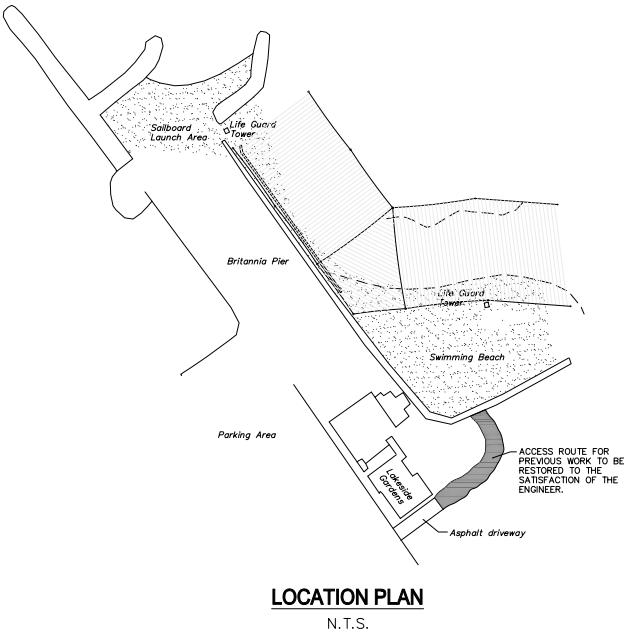 Sailboard
Launch Area
Life Guard
Tower
Britannia Pier
Life Guard
Tower
Swimming Beach
Parking Area
Lakeside
Gardens
ACCESS ROUTE FOR
PREVIOUS WORK TO BE
RESTORED TO THE
SATISFACTION OF THE
ENGINEER.
Asphalt driveway
LOCATION PLAN
N.T.S.